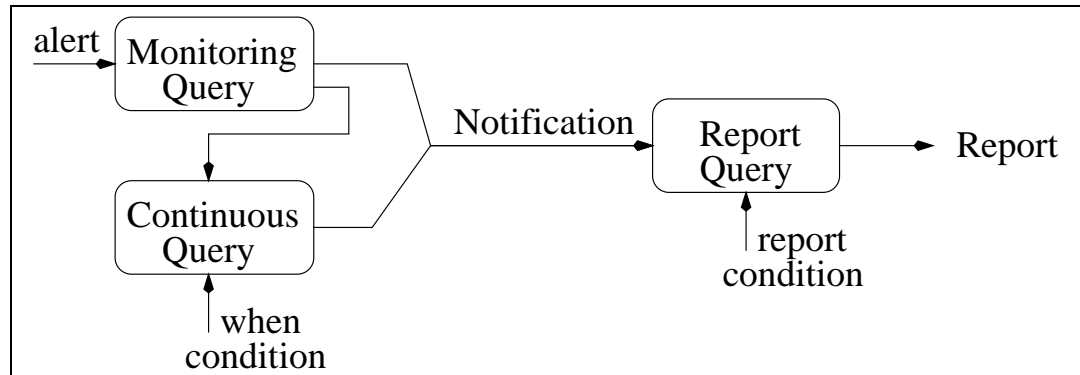 alert
Monitoring
Query
Notification
Report
Query
Report
Continuous
Query
report
condition
when
condition